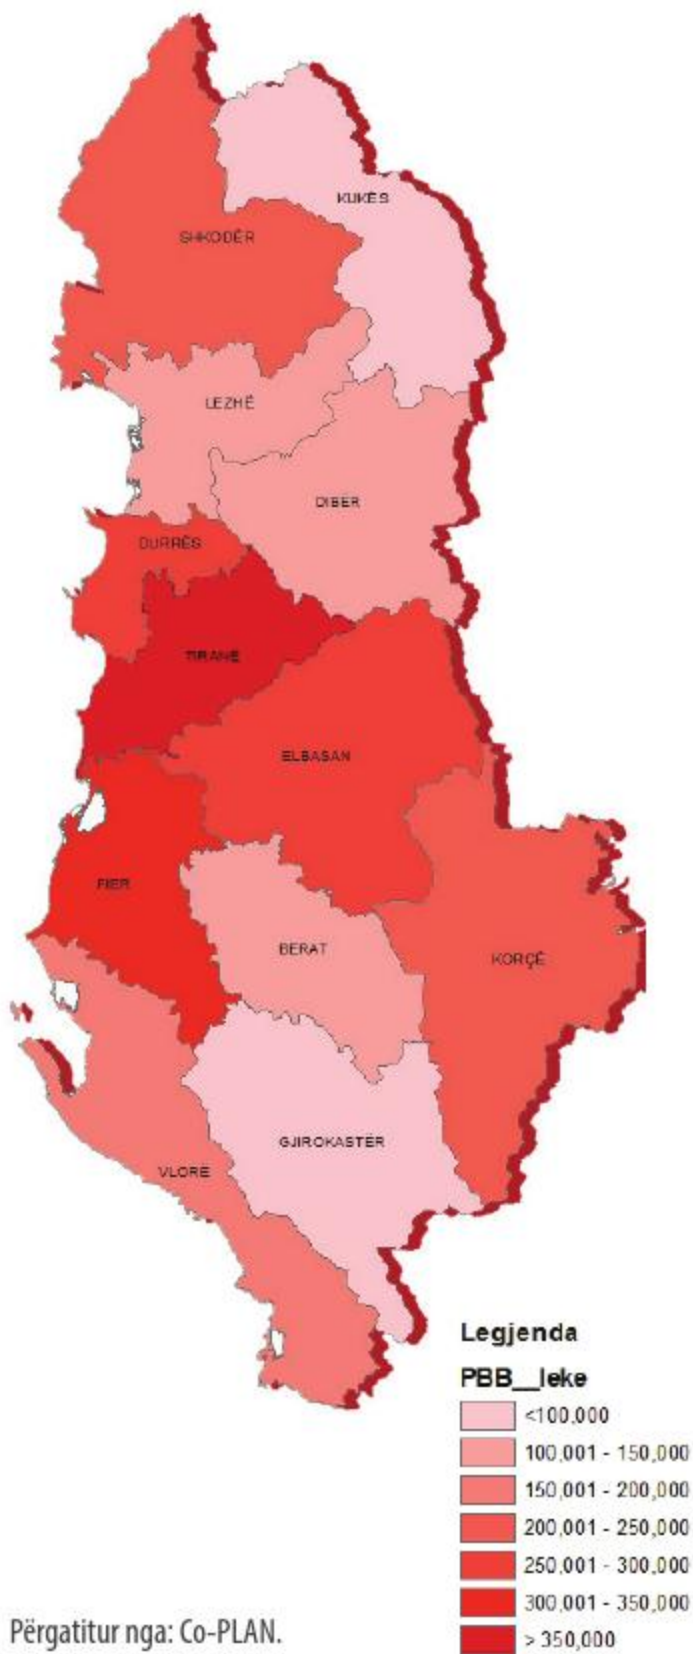 KUKËS
SHKODËR
LEZHË
DIBËR
DURRËS
TIRANË
ELBASAN
FIER
BERAT
KORÇË
GJIROKASTËR
VLORË
Legjenda
PBB__leke
<100,000
100,001 - 150,000
150,001 - 200,000
200,001 - 250,000
250,001 - 300,000
300,001 - 350,000
> 350,000
Përgatitur nga: Co-PLAN.